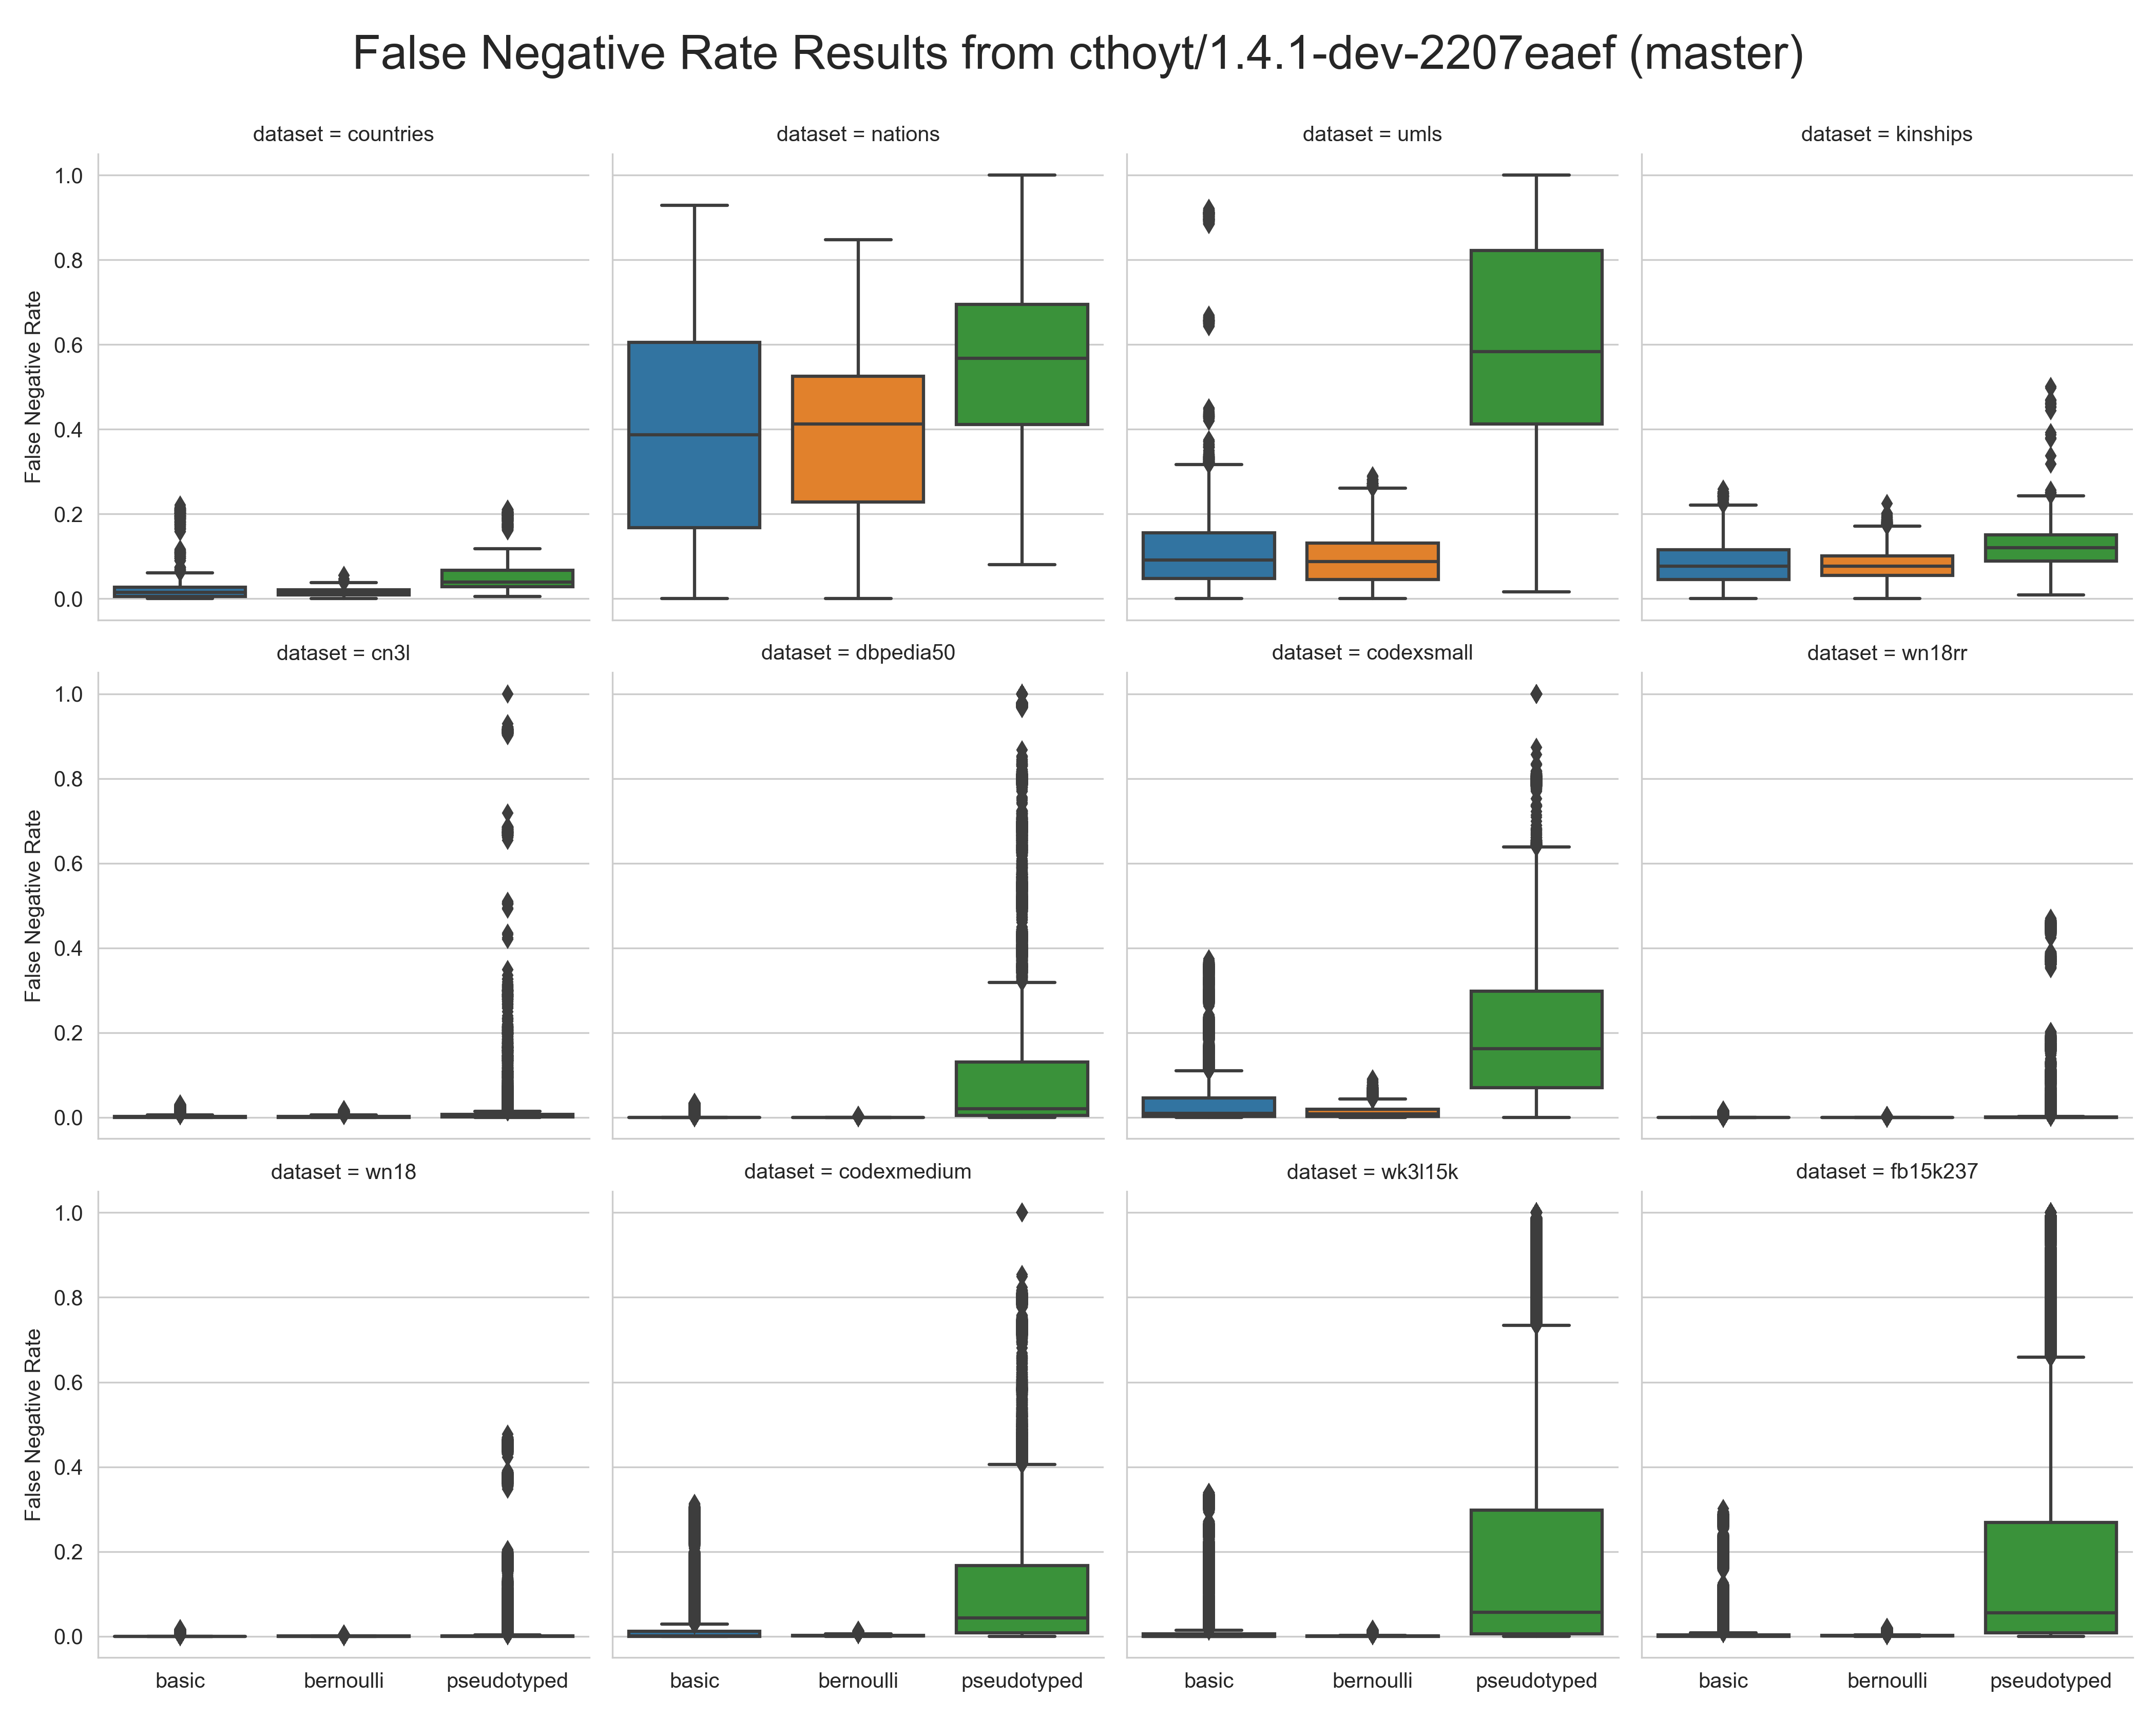 False Negative Rate Results from cthoyt/1.4.1-dev-2207eaef (master)
dataset = countries
dataset = nations
dataset = umls
dataset = kinships
1.0
0.8
0.6
0.4
0.2
0.0
False Negative Rate
dataset = cn3l
dataset = dbpedia50
dataset = codexsmall
dataset = wn18rr
1.0
0.8
0.6
0.4
0.2
0.0
False Negative Rate
dataset = wn18
dataset = codexmedium
dataset = wk3l15k
dataset = fb15k237
1.0
0.8
0.6
0.4
0.2
0.0
False Negative Rate
basic bernoulli pseudotyped
basic bernoulli pseudotyped
basic bernoulli pseudotyped
basic bernoulli pseudotyped